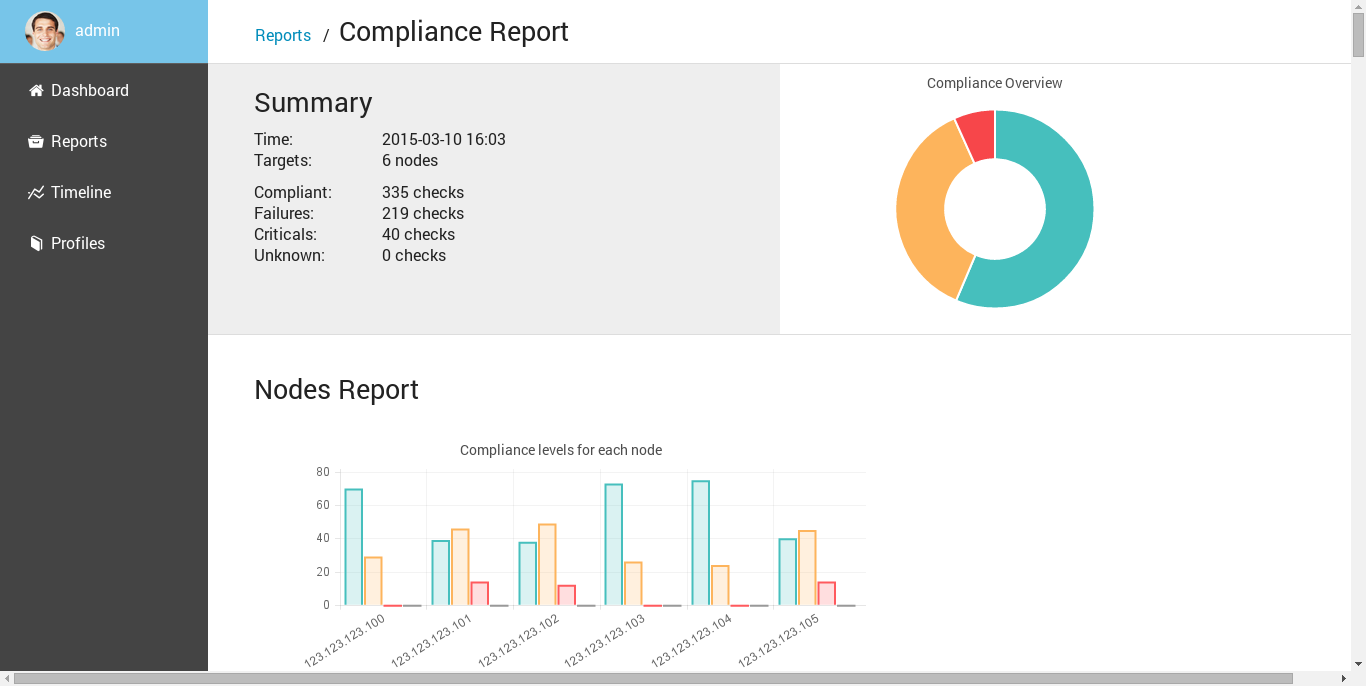 admin
Dashboard
Reports
Timeline
Profiles
Reports / Compliance Report
Summary
Time: 2015-03-10 16:03
Targets: 6 nodes
Compliant: 335 checks
Failures: 219 checks
Criticals: 40 checks
Unknown: 0 checks
Compliance Overview
Nodes Report
Compliance levels for each node
80
60
40
20
0
123.123.123.100 123.123.123.101 123.123.123.102 123.123.123.103 123.123.123.104 123.123.123.105